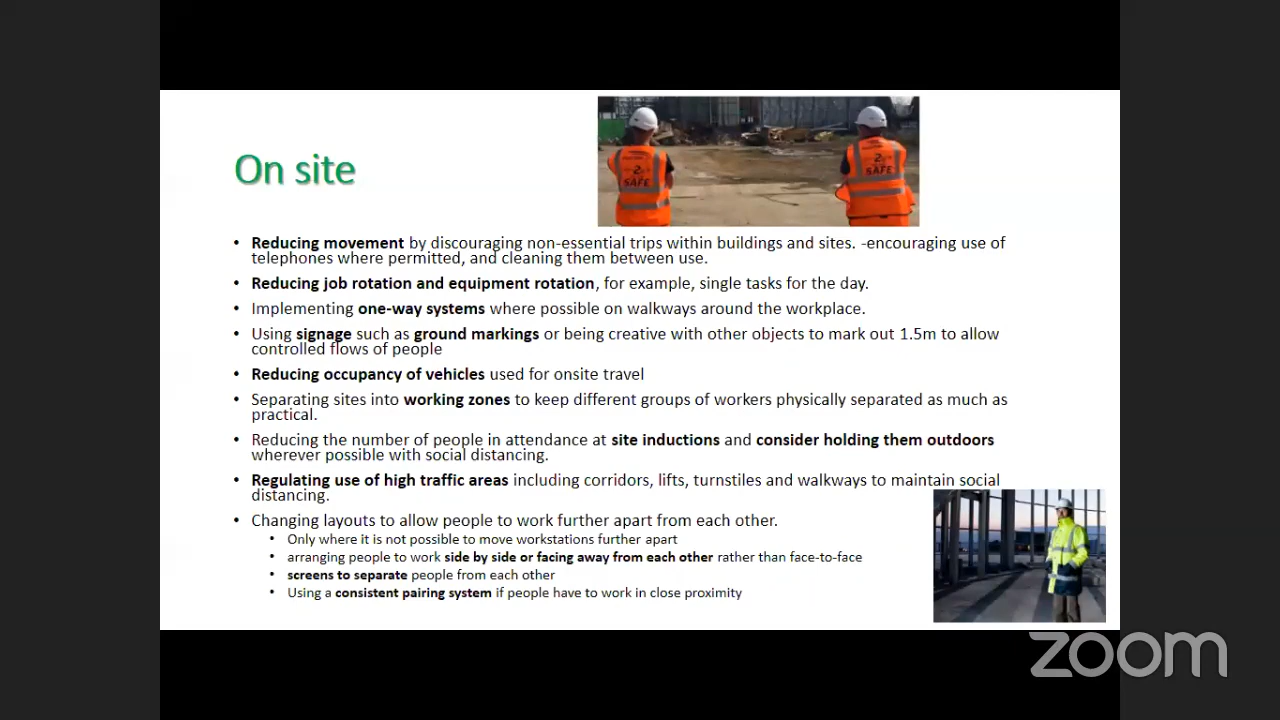 On site
2
SAFE
2
SAFE
• Reducing movement by discouraging non-essential trips within buildings and sites. -encouraging use of
telephones where permitted, and cleaning them between use.
• Reducing job rotation and equipment rotation, for example, single tasks for the day.
• Implementing one-way systems where possible on walkways around the workplace.
• Using signage such as ground markings or being creative with other objects to mark out 1.5m to allow
controlled flows of people
• Reducing occupancy of vehicles used for onsite travel
• Separating sites into working zones to keep different groups of workers physically separated as much as
practical.
• Reducing the number of people in attendance at site inductions and consider holding them outdoors
wherever possible with social distancing.
• Regulating use of high traffic areas including corridors, lifts, turnstiles and walkways to maintain social
distancing.
• Changing layouts to allow people to work further apart from each other.
• Only where it is not possible to move workstations further apart
• arranging people to work side by side or facing away from each other rather than face-to-face
• screens to separate people from each other
• Using a consistent pairing system if people have to work in close proximity
zoom